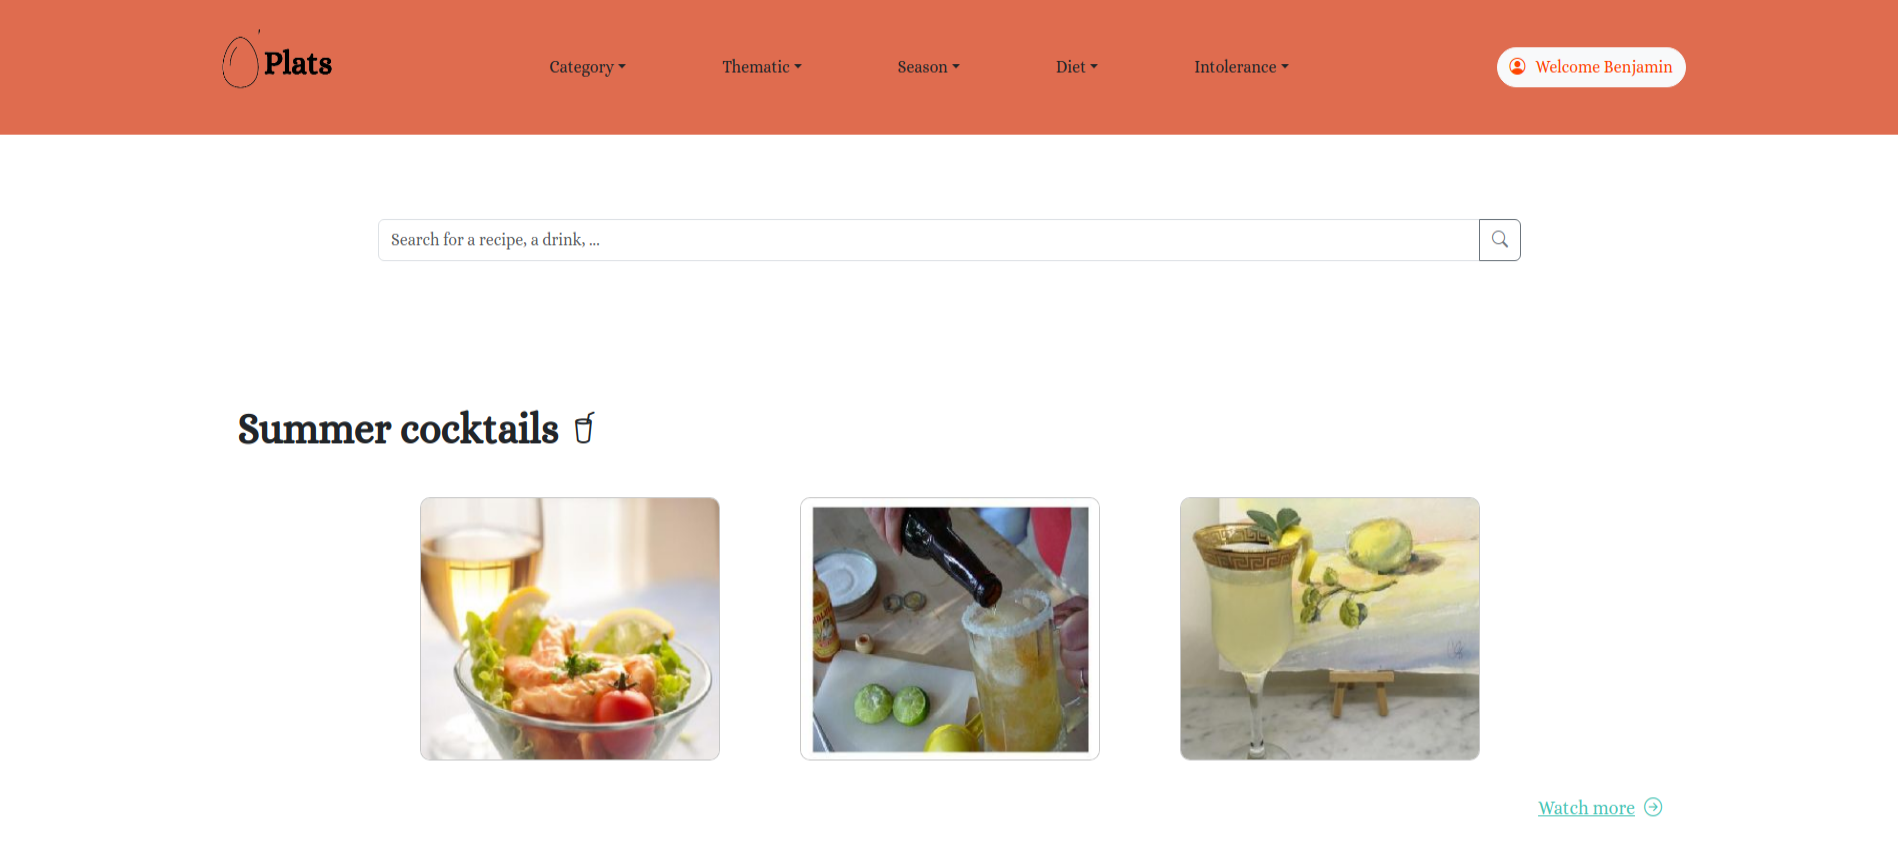 ' Plats
Category
Thematic
Season
Diet
Intolerance
Welcome Benjamin
Search for a recipe, a drink, ...
Summer cocktails
Watch more